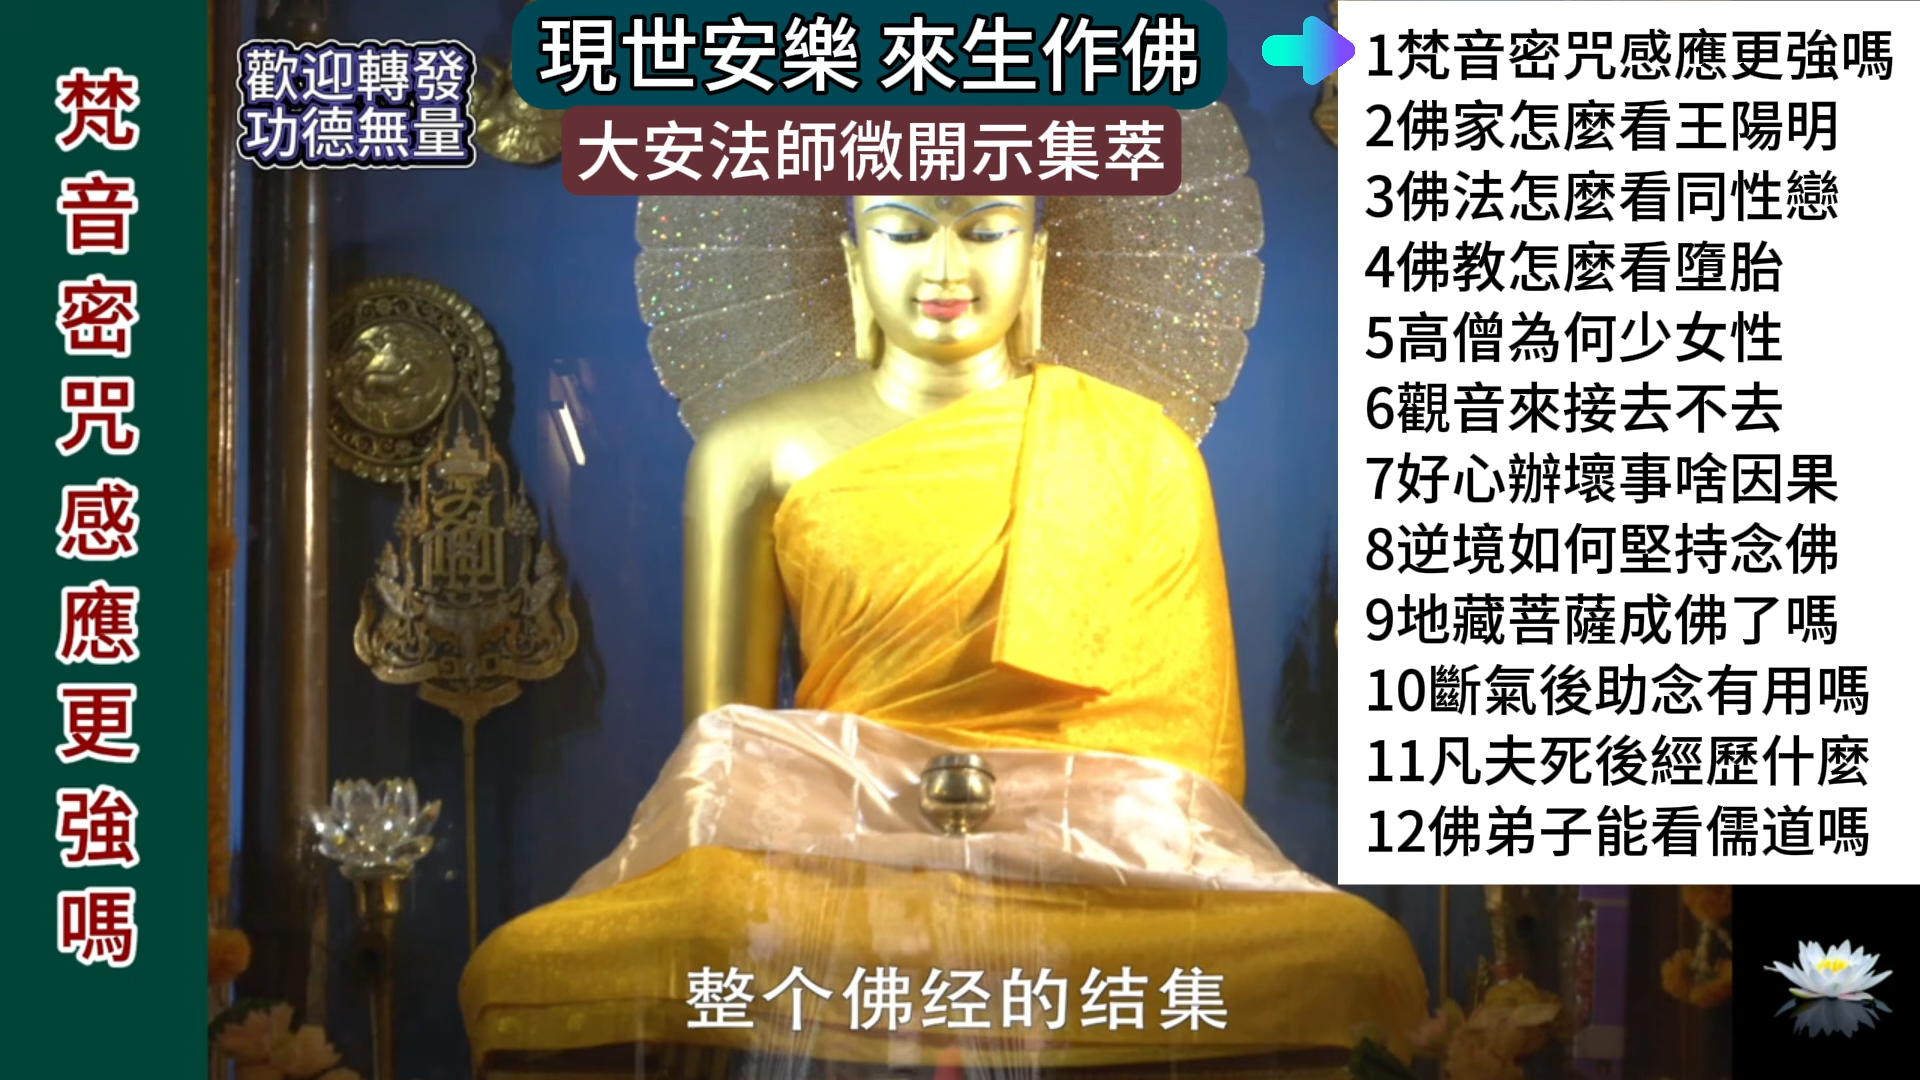 梵音密咒感應更強嗎
歡迎轉發
功德無量
現世安樂 來生作佛
大安法師微開示集萃
1梵音密咒感應更強嗎
2佛家怎麼看王陽明
3佛法怎麼看同性戀
4佛教怎麼看墮胎
5高僧為何少女性
6觀音來接去不去
7好心辦壞事啥因果
8逆境如何堅持念佛
9地藏菩薩成佛了嗎
10斷氣後助念有用嗎
11凡夫死後經歷什麼
12佛弟子能看儒道嗎
整个佛经的结集